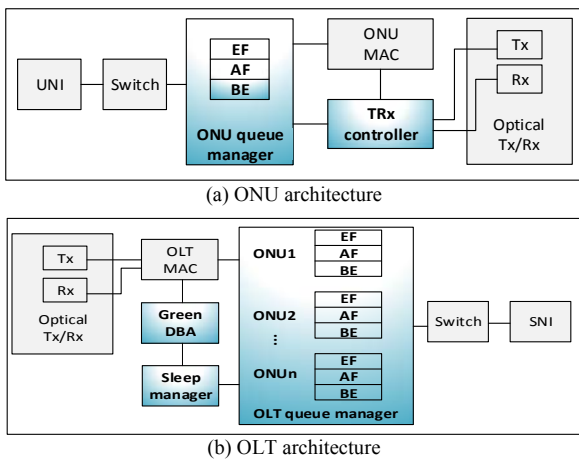 UNI
Switch
EF
AF
BE
ONU queue
manager
ONU
MAC
TRx
controller
Tx
Rx
Optical
Tx/Rx
(a) ONU architecture
Tx
Rx
Optical
Tx/Rx
OLT
MAC
Green
DBA
Sleep
manager
ONU1
EF
AF
BE
ONU2
EF
AF
BE
...
ONUn
EF
AF
BE
OLT queue manager
Switch
SNI
(b) OLT architecture